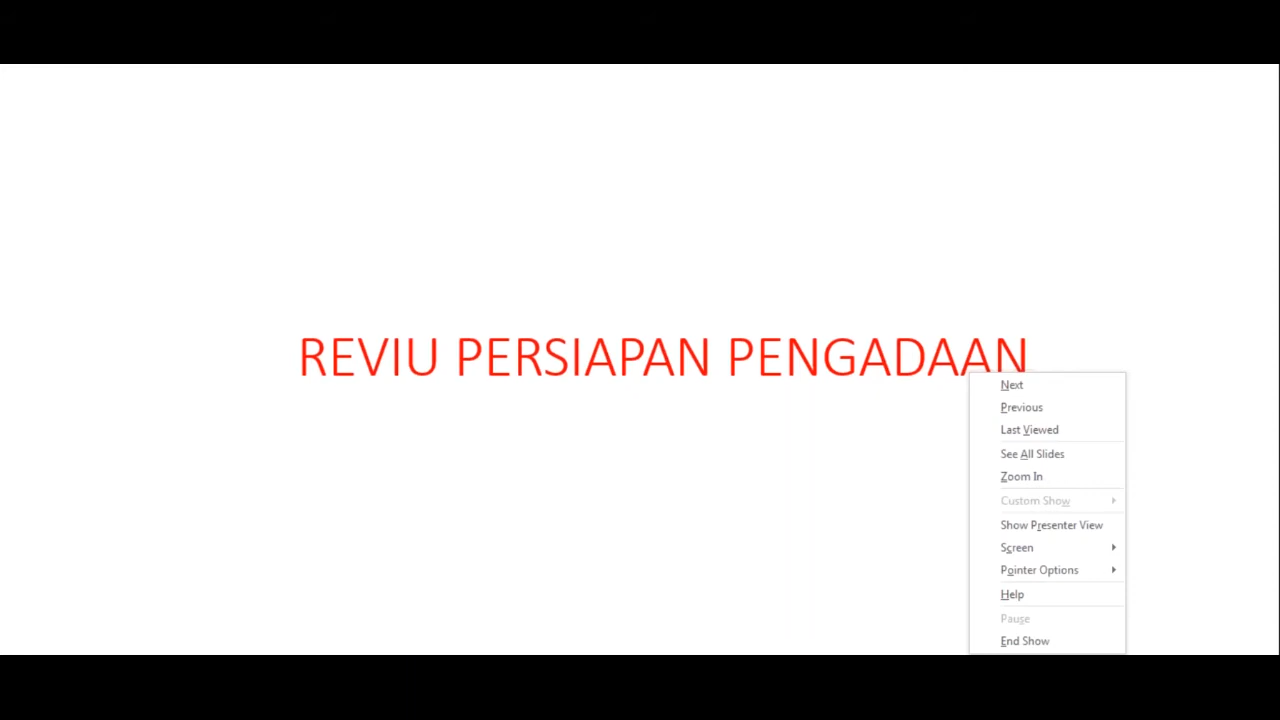 REVIU PERSIAPAN PENGADAAN
Next
Previous
Last Viewed
See All Slides
Zoom In
Custom Show
Show Presenter View
Screen
Pointer Options
Help
Pause
End Show